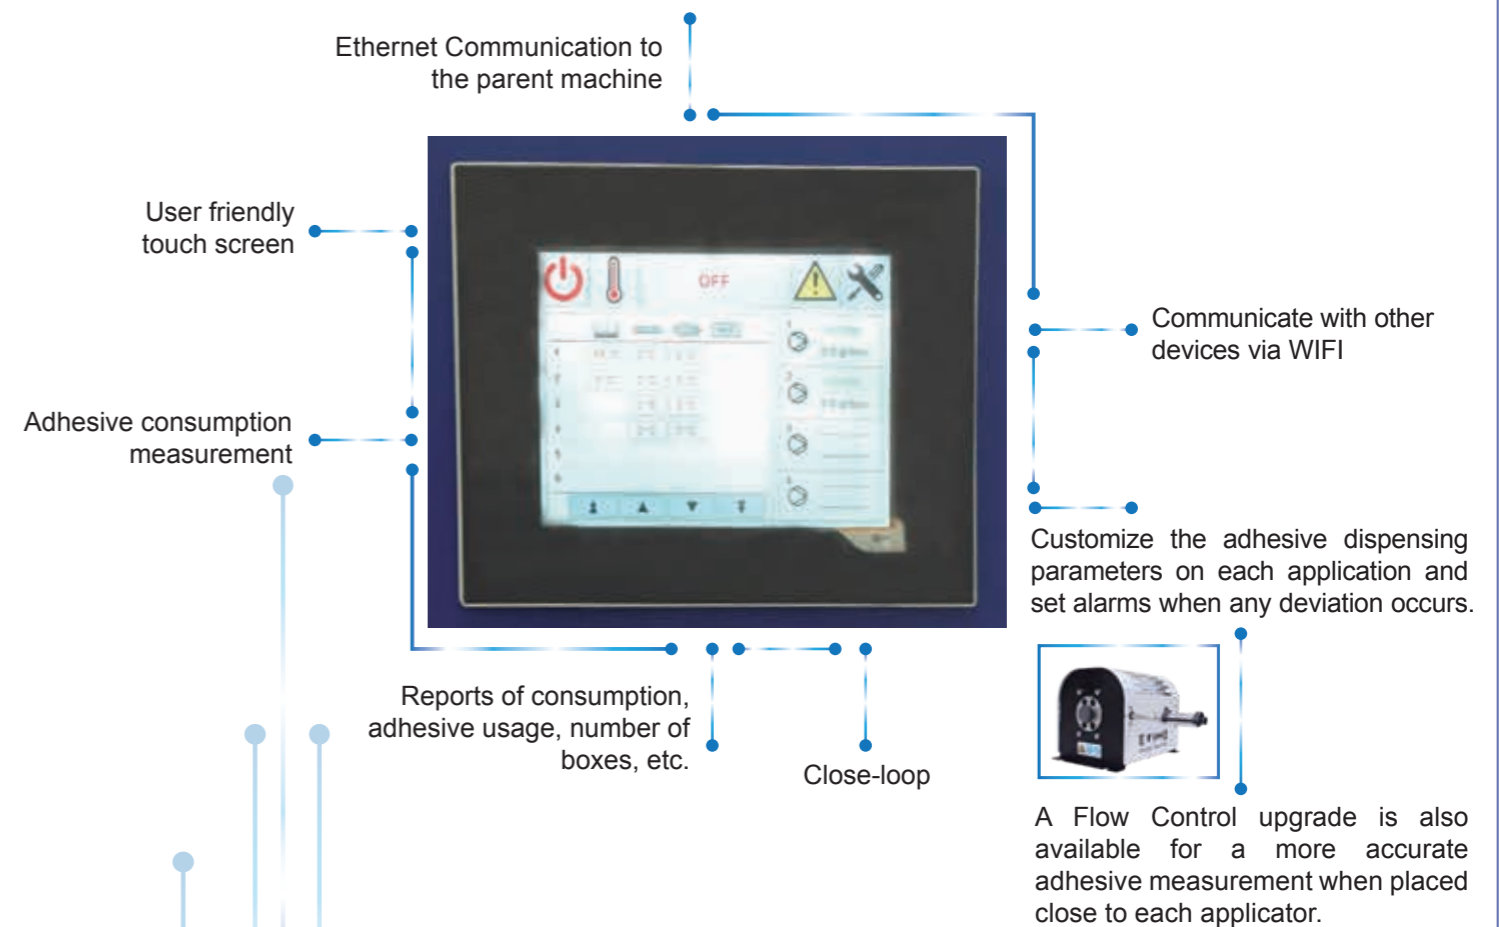 Ethernet Communication to
the parent machine
User friendly
touch screen
OFF
Communicate with other
devices via WIFI
Adhesive consumption
measurement
Customize the adhesive dispensing
parameters on each application and
set alarms when any deviation occurs.
Reports of consumption,
adhesive usage, number of
boxes, etc.
Close-loop
A Flow Control upgrade is also
available for a more accurate
adhesive measurement when placed
close to each applicator.